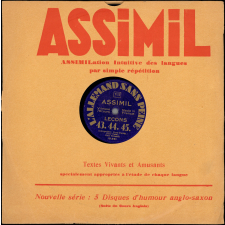 ASSiMiL
ASSIMILation Intuitive des langues
par simple répétition
L'ALLEMAND SANS PEINE
ASSIMIL
LEÇONS
41. 44. 45.
Textes Vivants et Amusants
Spécialement appropriés à l'étude de chaque langue
Nouvelle série : 3 Disques d'humour anglo-saxon